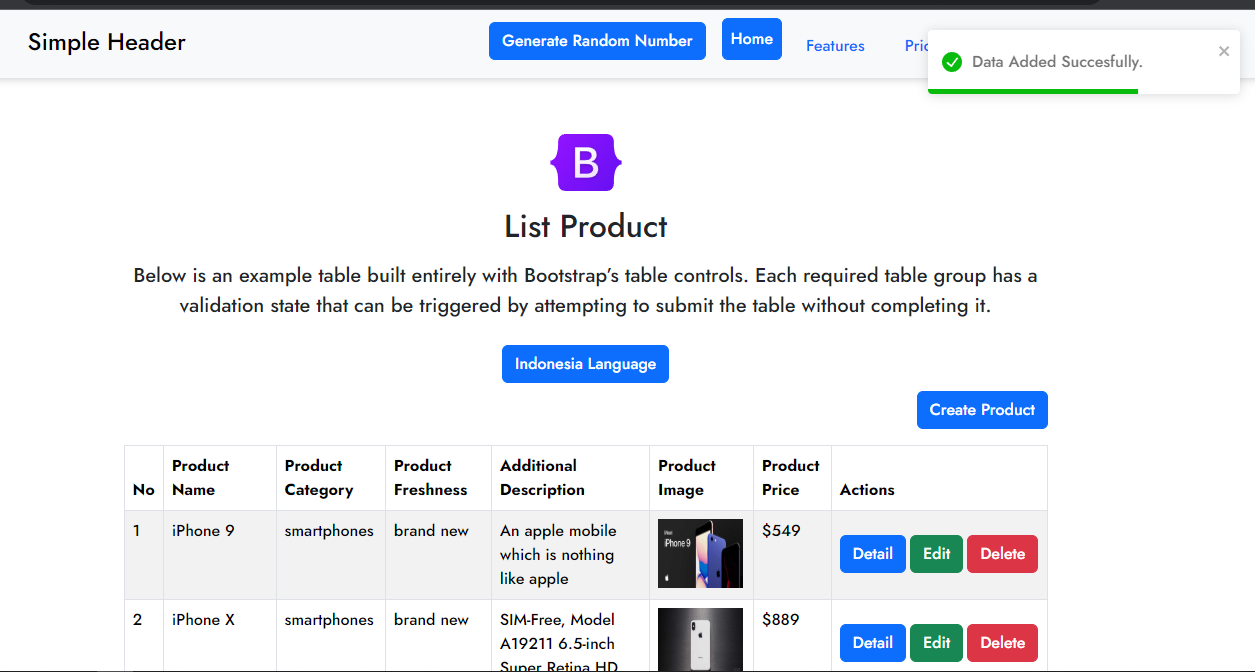 Simple Header
Generate Random Number
Home
Features
Data Added Succesfully.
B
List Product
Below is an example table built entirely with Bootstrap’s table controls. Each required table group has a
validation state that can be triggered by attempting to submit the table without completing it.
Indonesia Language
Create Product
No
Product
Name
Product
Category
Product
Freshness
Additional
Description
Product
Image
Product
Price
Actions
1
iPhone 9
smartphones
brand new
An apple mobile
which is nothing
like apple
iPhone 9
$549
Detail
Edit
Delete
2
iPhone X
smartphones
brand new
SIM-Free, Model
A19211 6.5-inch
Super Retina HD
$889
Detail
Edit
Delete